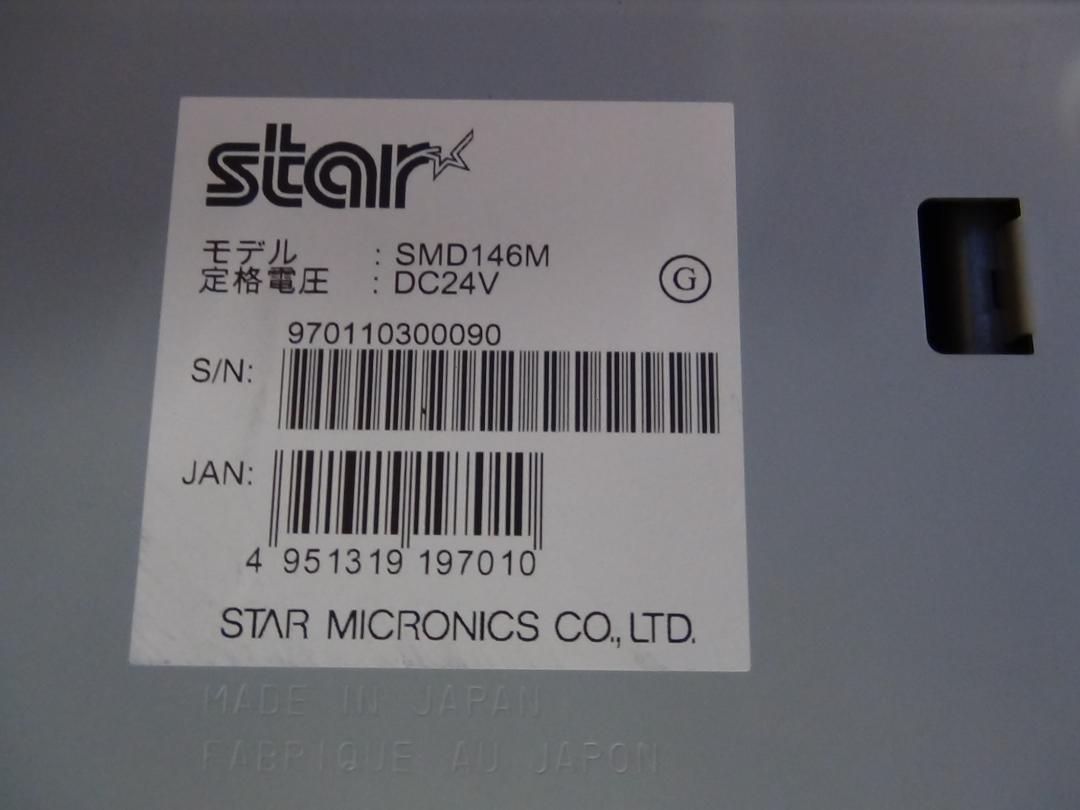 star
モデル : SMD146M
定格電圧 : DC24V
G
970110300090
S/N:
JAN:
4 951319 197010
STAR MICRONICS CO., LTD.
MADE IN JAPAN
FABRIQUE AU JAPON